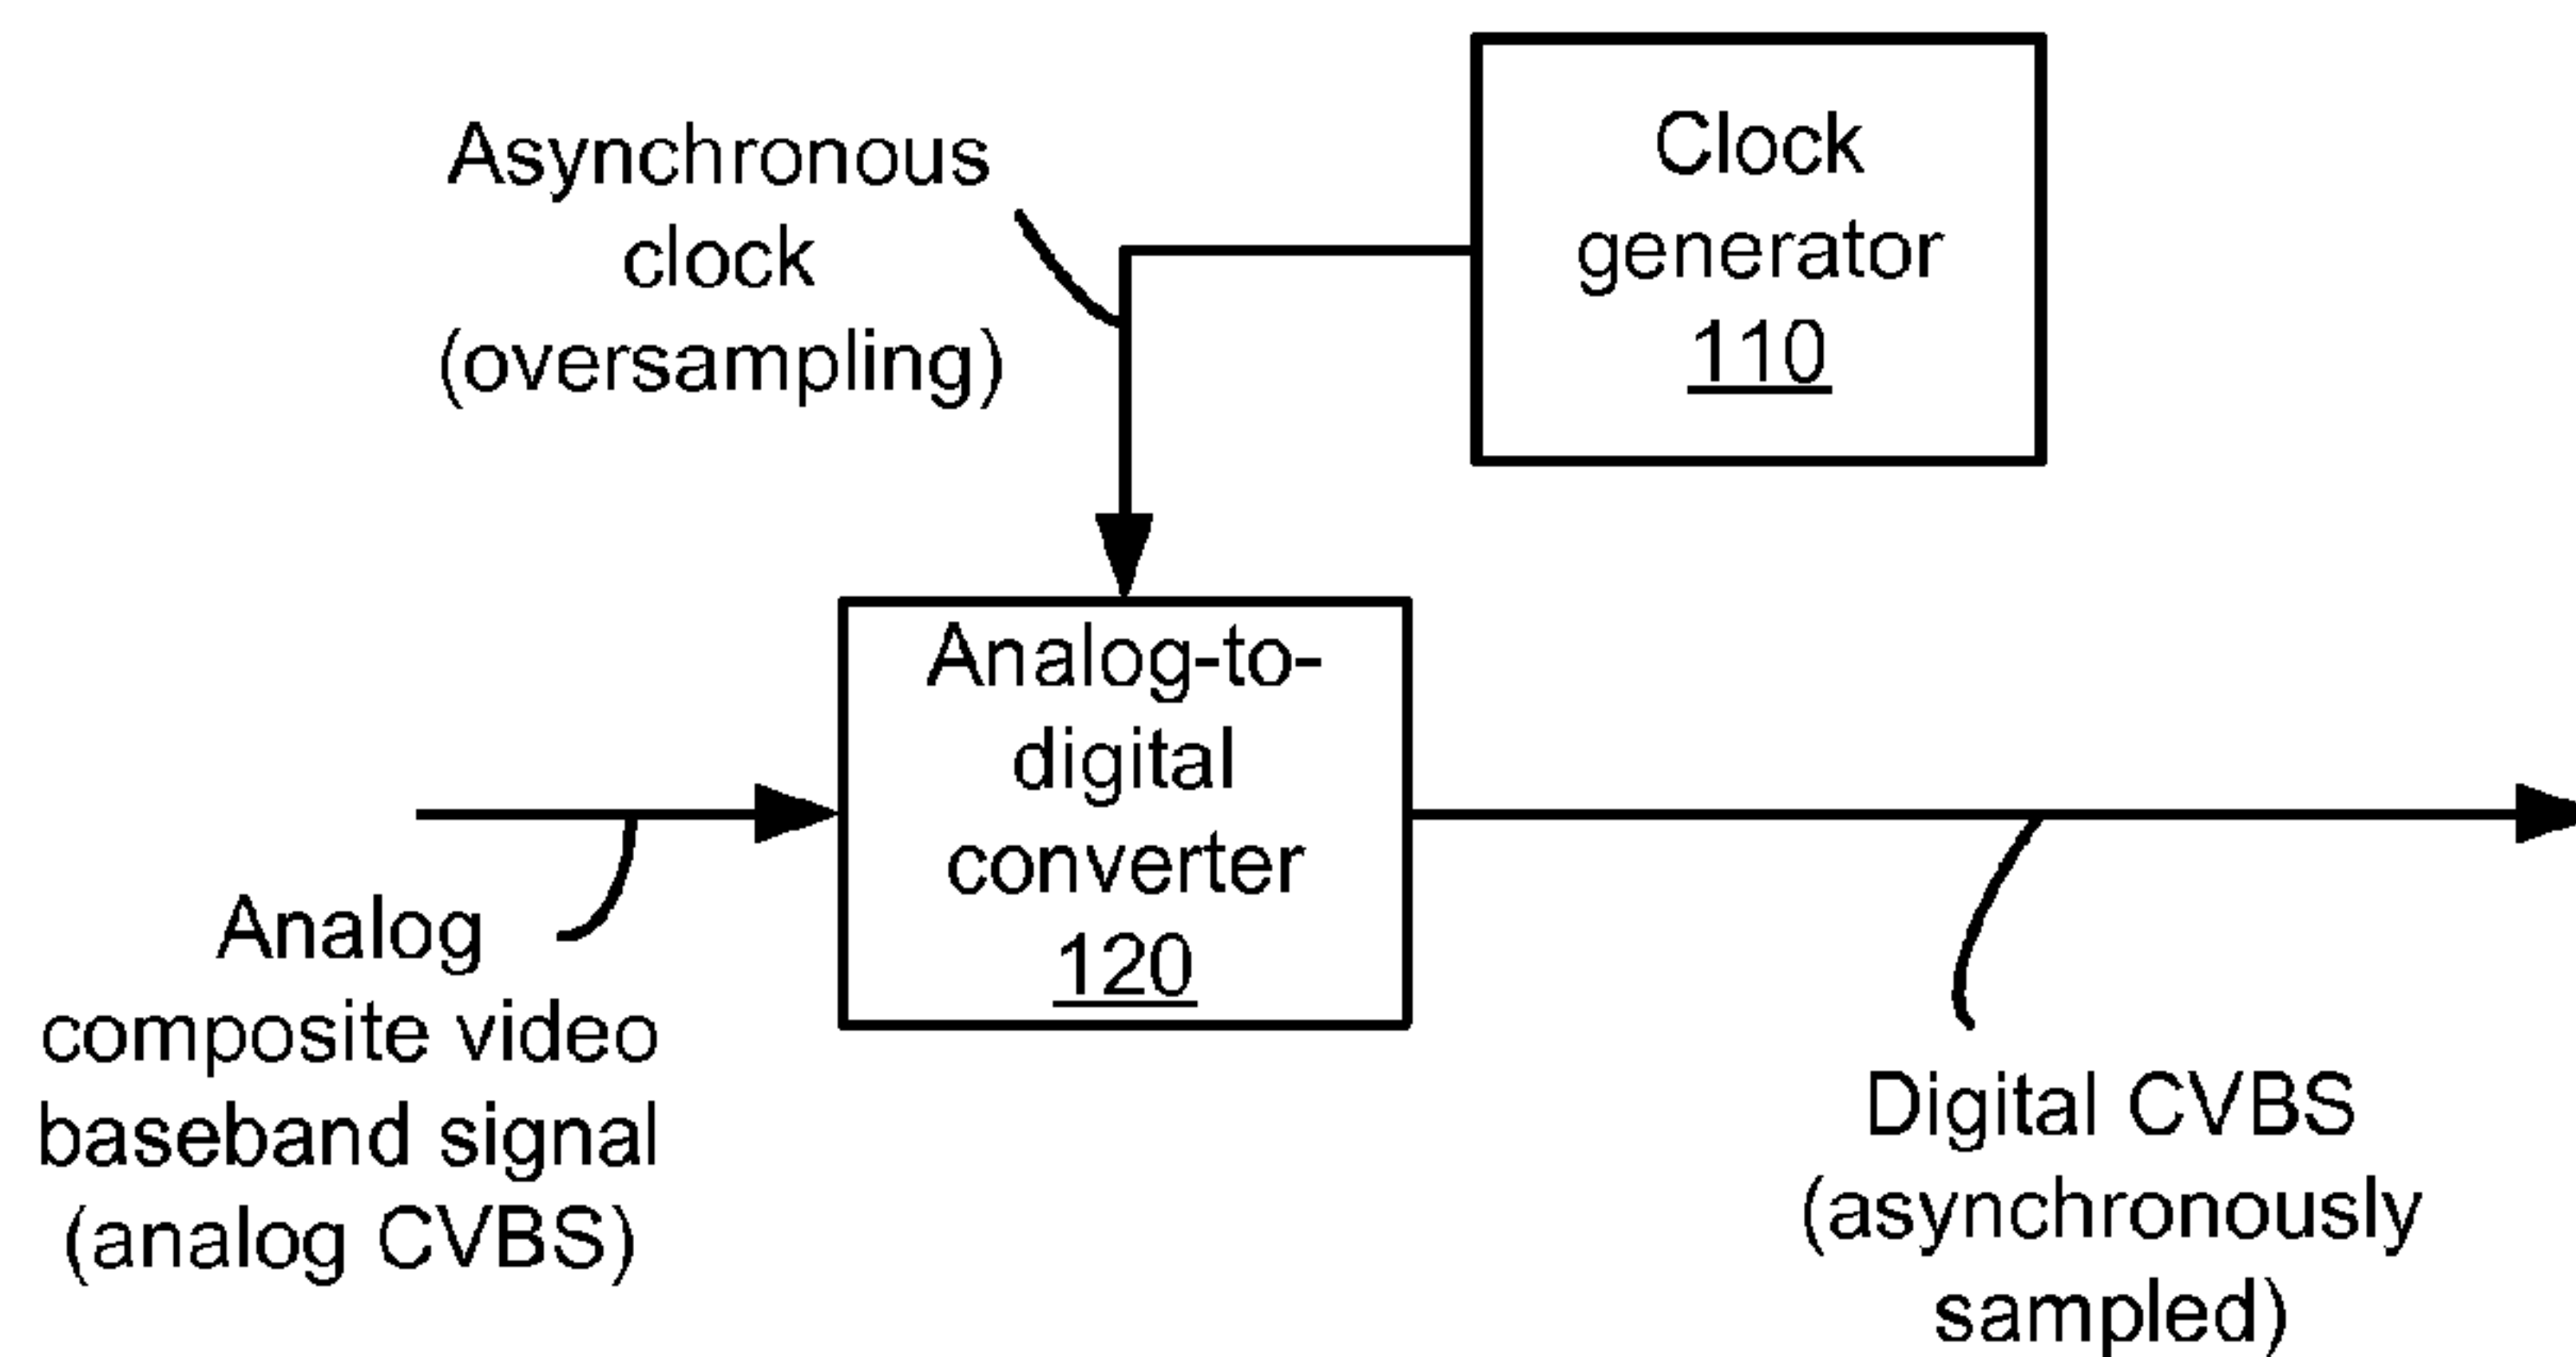 Asynchronous
clock
(oversampling)
Clock
generator
110
Analog-to-
digital
converter
120
Analog
composite video
baseband signal
(analog CVBS)
Digital CVBS
(asynchronously
sampled)